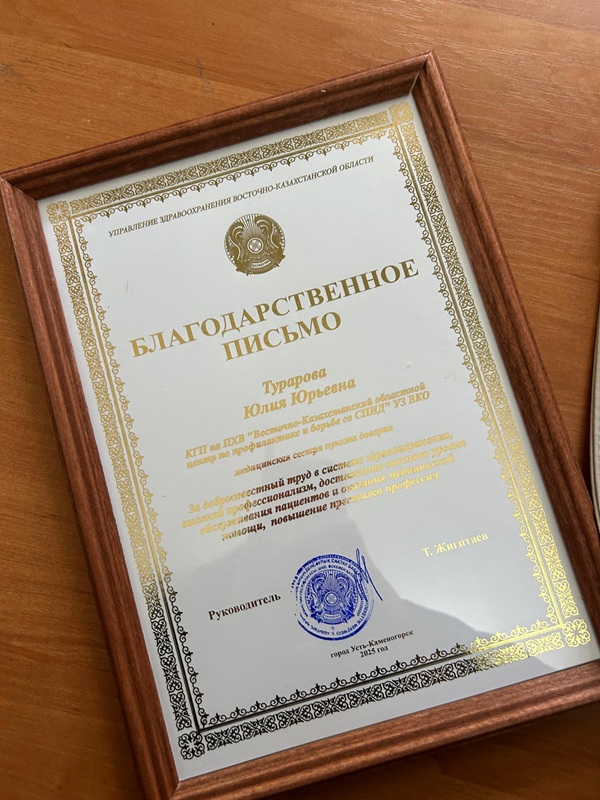 УПРАВЛЕНИЕ ЗДРАВООХРАНЕНИЯ ВОСТОЧНО-КАЗАХСТАНСКОЙ ОБЛАСТИ
БЛАГОДАРСТВЕННОЕ
ПИСЬМО
Турарова
Юлия Юрьевна
КГП на ПХВ "Восточно-Казахстанский областной
центр по профилактике и борьбе со СПИД" УЗ ВКО
медицинская сестра пункта доверия
За добросовестный труд в системе здравоохранения,
высокий профессионализм, достижение высокого уровня
обслуживания пациентов и оказания медицинской
помощи, повышение престижа профессии
Руководитель
Т. Жигитаев
город Усть-Каменогорск
2025 год